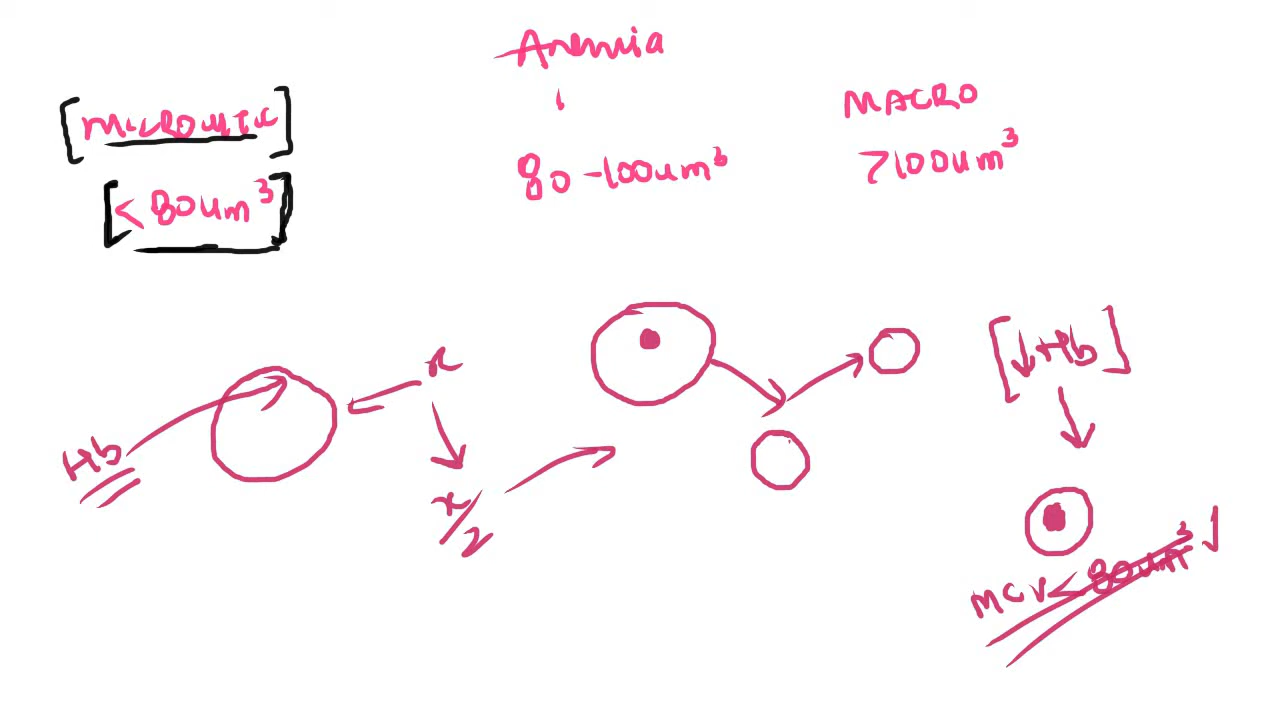 Anemia
MICROCYTIC
MACRO
<80um³
80-100um³
>100um³
x
↓Hb
Hb
x/2
MCV<80um³